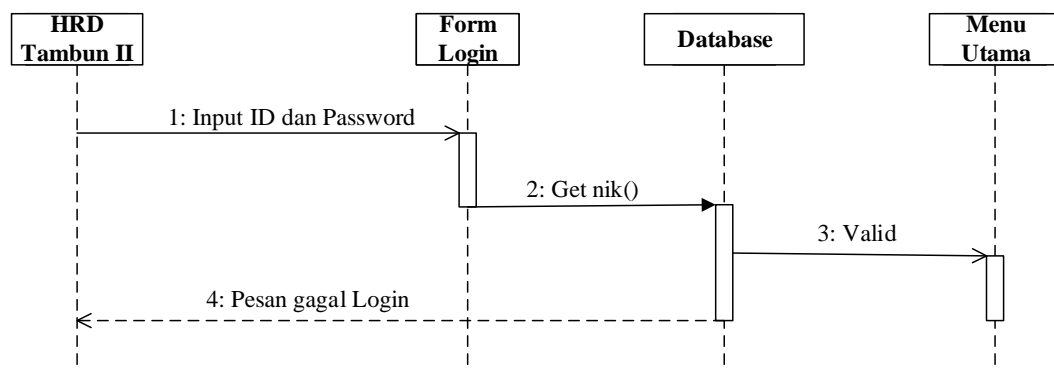 HRD
Tambun II
Form
Login
Database
Menu
Utama
1: Input ID dan Password
2: Get nik()
3: Valid
4: Pesan gagal Login